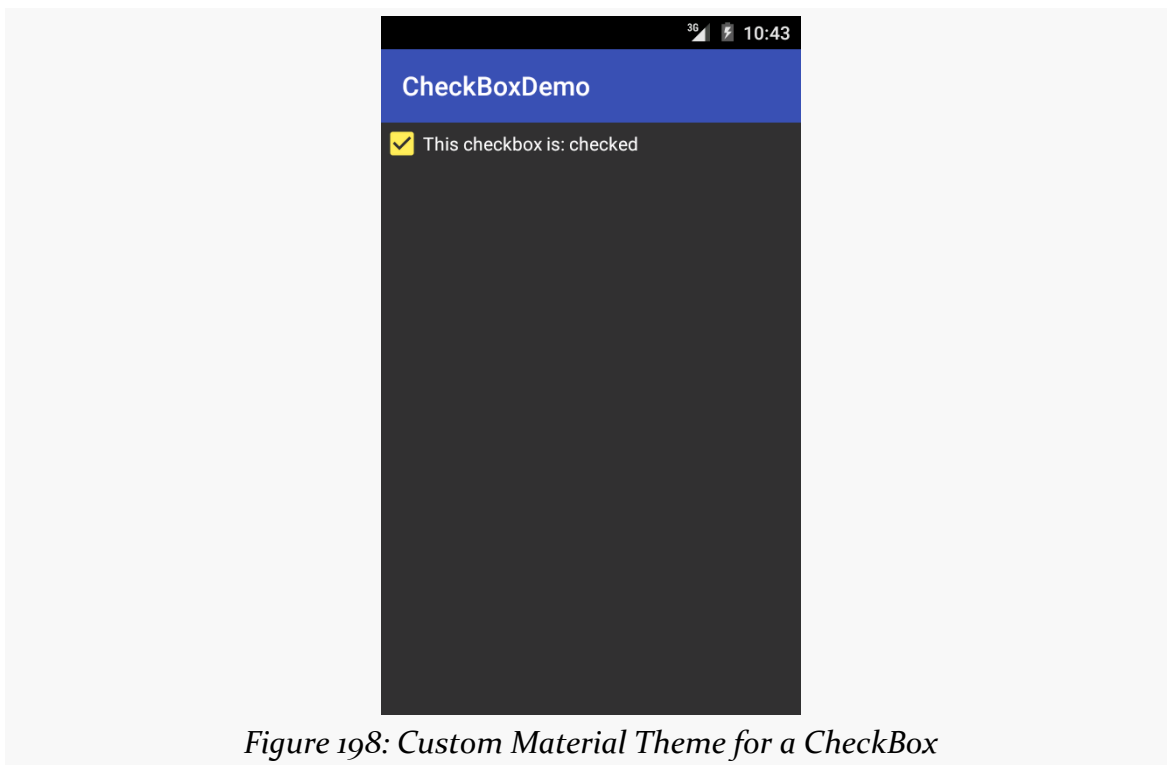 3G 10:43
CheckBoxDemo
This checkbox is: checked
Figure 198: Custom Material Theme for a CheckBox